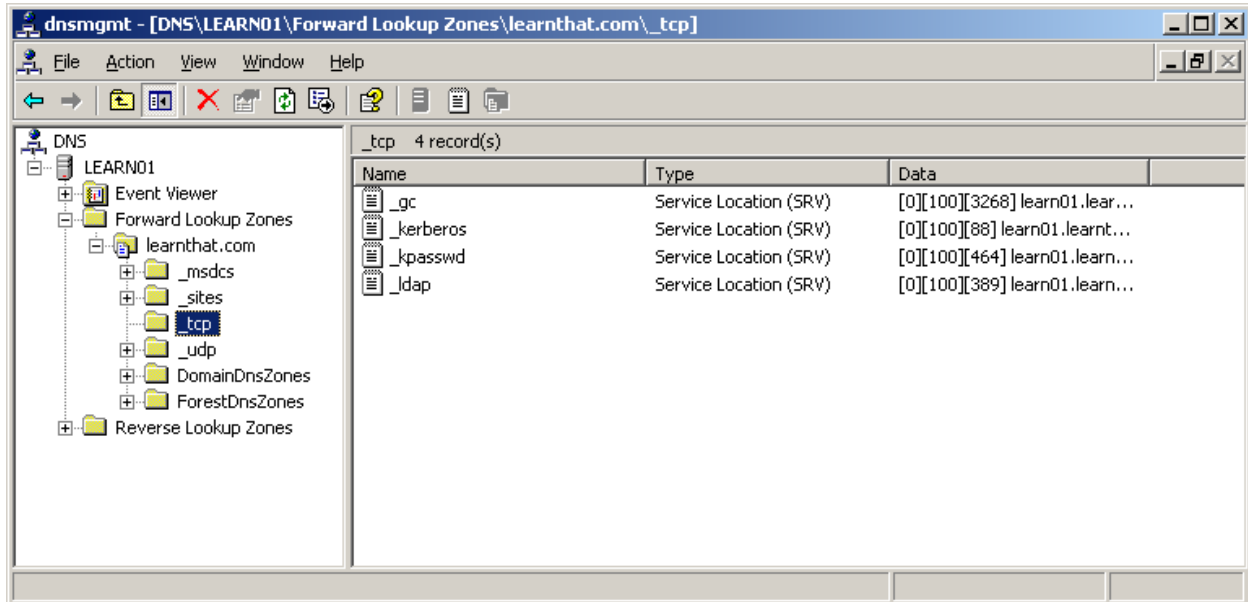 dnsmgmt - [DNS\LEARN01\Forward Lookup Zones\learnthat.com\_tcp]
File Action View Window Help
DNS
LEARN01
Event Viewer
Forward Lookup Zones
learnthat.com
_msdcs
_sites
_tcp
_udp
DomainDnsZones
ForestDnsZones
Reverse Lookup Zones
_tcp 4 record(s)
Name Type Data
_gc Service Location (SRV) [0][100][3268] learn01.lear...
_kerberos Service Location (SRV) [0][100][88] learn01.learnt...
_kpasswd Service Location (SRV) [0][100][464] learn01.learn...
_ldap Service Location (SRV) [0][100][389] learn01.learn...